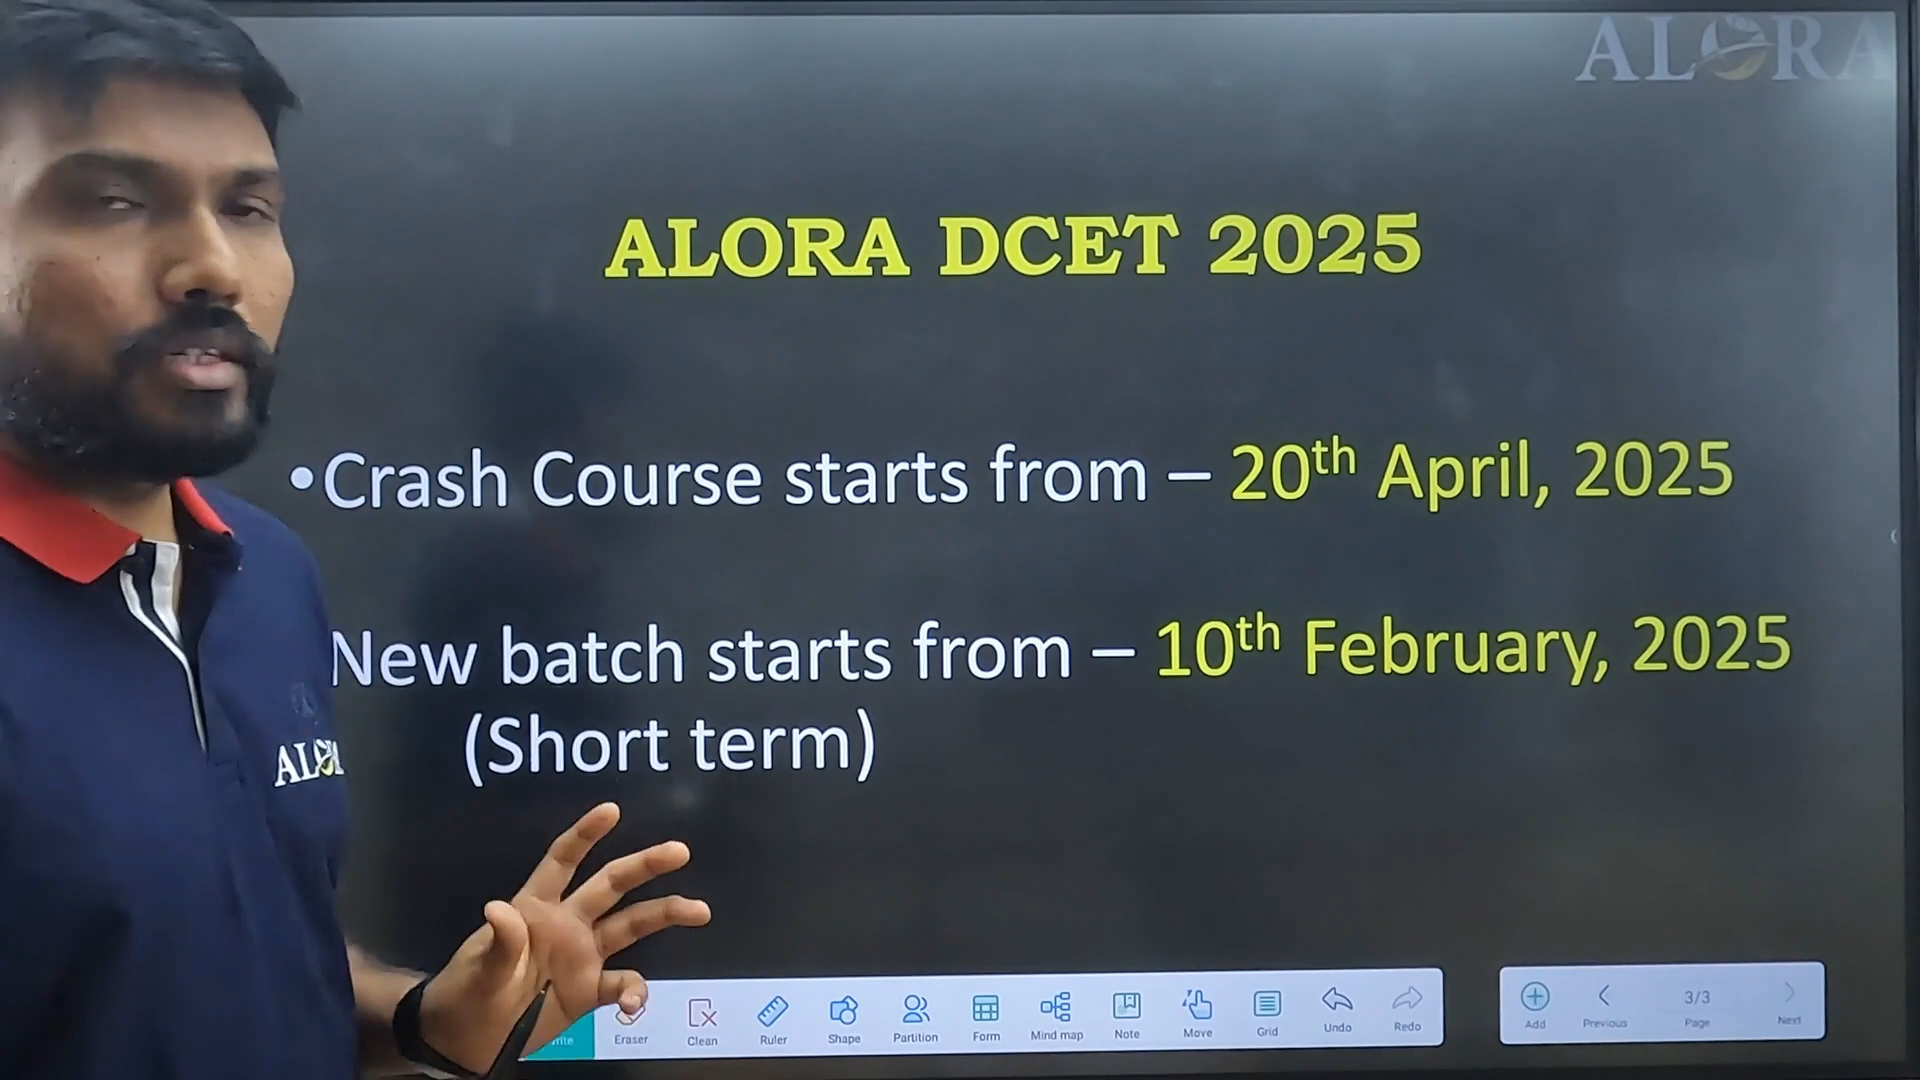 ALORA
ALORA DCET 2025
•Crash Course starts from – 20th April, 2025
New batch starts from – 10th February, 2025
(Short term)
ALORA
Eraser
Clean
Ruler
Shape
Partition
Form
Mind map
Note
Move
Grid
Undo
Redo
Add
Previous
3/3
Page
Next